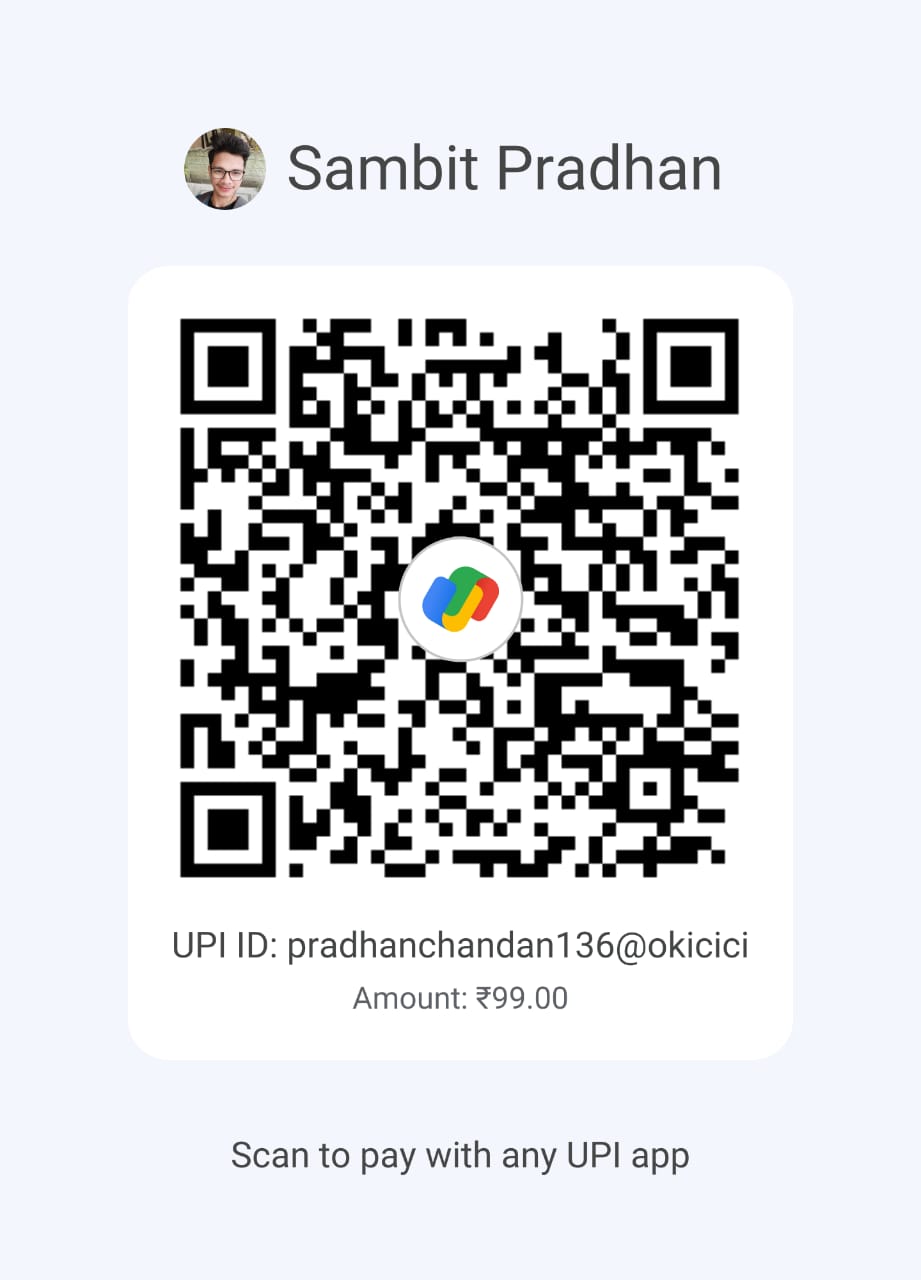 Sambit Pradhan
UPI ID: pradhanchandan136@okicici
Amount: ₹99.00
Scan to pay with any UPI app